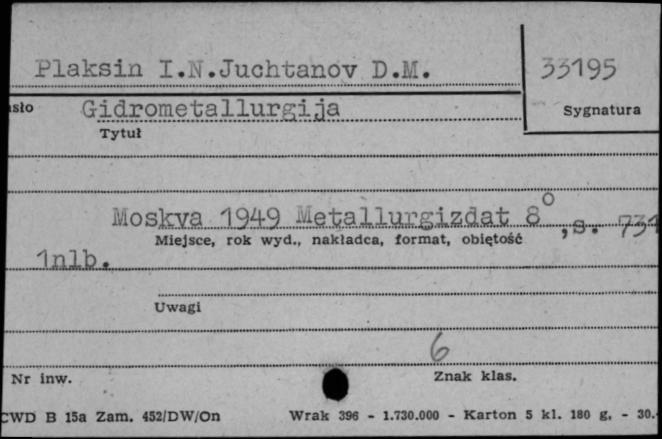 Plaksin I.N.Juchtanov D.M.
33195
Sygnatura
Gidrometallurgija
Tytuł
Moskva 1949 Metallurgizdat 8° ,s. 731
Miejsce, rok wyd., nakładca, format, objętość
1nlb.
Uwagi
6
Nr inw.
Znak klas.
CWD B 15a Zam. 452/DW/On Wrak 396 - 1.730.000 - Karton 5 kl. 180 g. - 30.